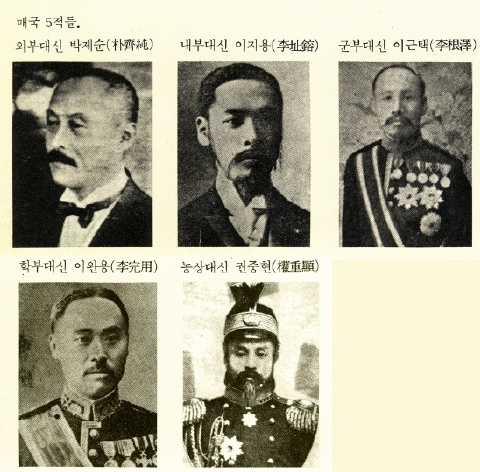 매국 5적들.
외부대신 박제순(朴齊純)
내부대신 이지용(李址鎔)
군부대신 이근택(李根澤)
학부대신 이완용(李完用)
농상대신 권중현(權重顯)